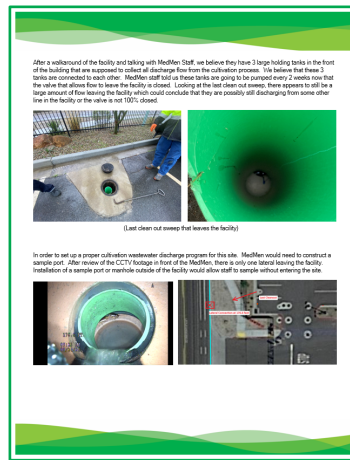 After a walkaround of the facility and talking with MedMen Staff, we believe they have 3 large holding tanks in the front
of the building that are supposed to collect all discharge flow from the cultivation process. We believe that these 3
tanks are connected to each other. MedMen staff told us these tanks are going to be pumped every 2 weeks now that
the valve that allows flow to leave the facility is closed. Looking at the last clean out sweep, there appears to still be a
large amount of flow leaving the facility which could conclude that they are possibly still discharging from some other
line in the facility or the valve is not 100% closed.
(Last clean out sweep that leaves the facility)
In order to set up a proper cultivation wastewater discharge program for this site. MedMen would need to construct a
sample port. After review of the CCTV footage in front of the MedMen, there is only one lateral leaving the facility.
Installation of a sample port or manhole outside of the facility would allow staff to sample without entering the site.